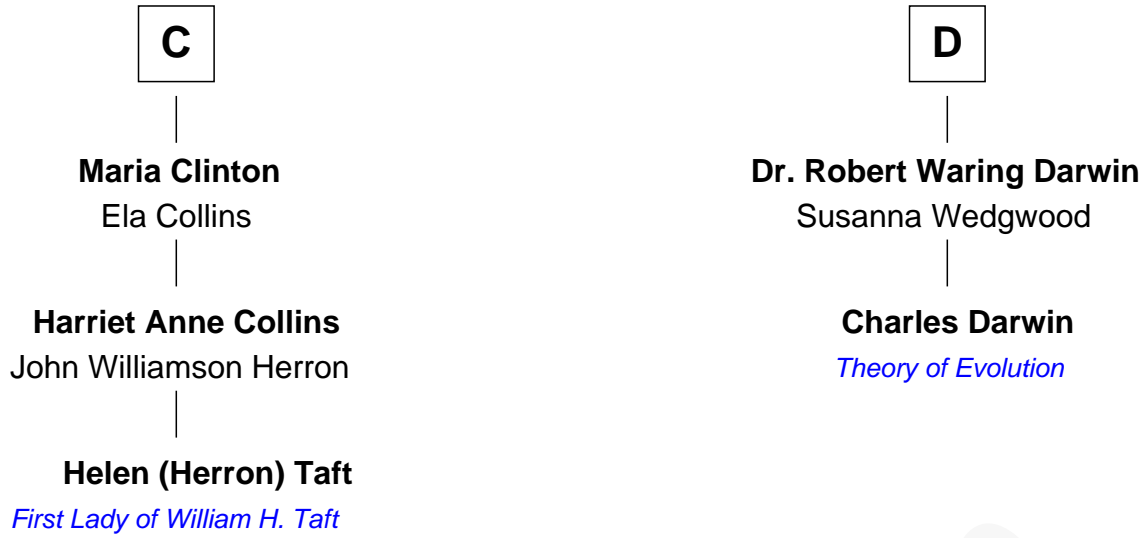 C
Maria Clinton
Ela Collins
Harriet Anne Collins
John Williamson Herron
Helen (Herron) Taft
First Lady of William H. Taft
D
Dr. Robert Waring Darwin
Susanna Wedgwood
Charles Darwin
Theory of Evolution